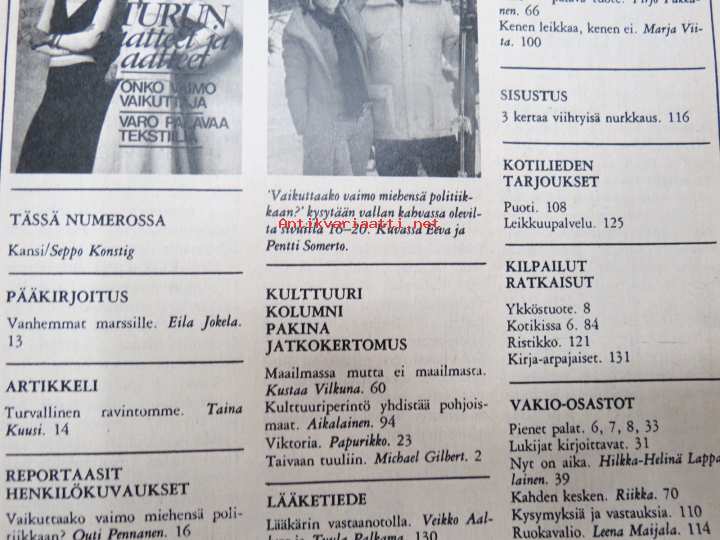 TURUN
aatteet ja
aatteet
ONKO VAIMO
VAIKUTTAJA
VARO PALAVAA
TEKSTIILIÄ
TÄSSÄ NUMEROSSA
Kansi/Seppo Konstig
PÄÄKIRJOITUS
Vanhemmat marssille. Eila Jokela.
13
ARTIKKELI
Turvallinen ravintomme. Taina
Kuusi. 14
REPORTAASIT
HENKILÖKUVAUKSET
Vaikuttaako vaimo miehensä poli-
tiikkaan? Outi Pennanen. 16
'Vaikuttaako vaimo miehensä politiik-
kaan?' kysytään vallan kahvassa olevil-
ta sivuilla 16–20. Kuvassa Eeva ja
Pentti Somerto.
Antikvariaatti.net
KULTTUURI
KOLUMNI
PAKINA
JATKOKERTOMUS
Maailmassa mutta ei maailmasta.
Kustaa Vilkuna. 60
Kulttuuriperintö yhdistää pohjois-
maat. Aikalainen. 94
Viktoria. Papurikko. 23
Taivaan tuuliin. Michael Gilbert. 2
LÄÄKETIEDE
Lääkärin vastaanotolla. Veikko Aal-
ja Tuula Palkama. 130
nen. 66
Kenen leikkaa, kenen ei. Marja Vii-
ta. 100
SISUSTUS
3 kertaa viihtyisä nurkkaus. 116
KOTILIEDEN
TARJOUKSET
Puoti. 108
Leikkuupalvelu. 125
KILPAILUT
RATKAISUT
Ykköstuote. 8
Kotikissa 6. 84
Ristikko. 121
Kirja-arpajaiset. 131
VAKIO-OSASTOT
Pienet palat. 6, 7, 8, 33
Lukijat kirjoittavat. 31
Nyt on aika. Hilkka-Helinä Lappa-
lainen. 39
Kahden kesken. Riikka. 70
Kysymyksiä ja vastauksia. 110
Ruokavalio. Leena Maijala. 114